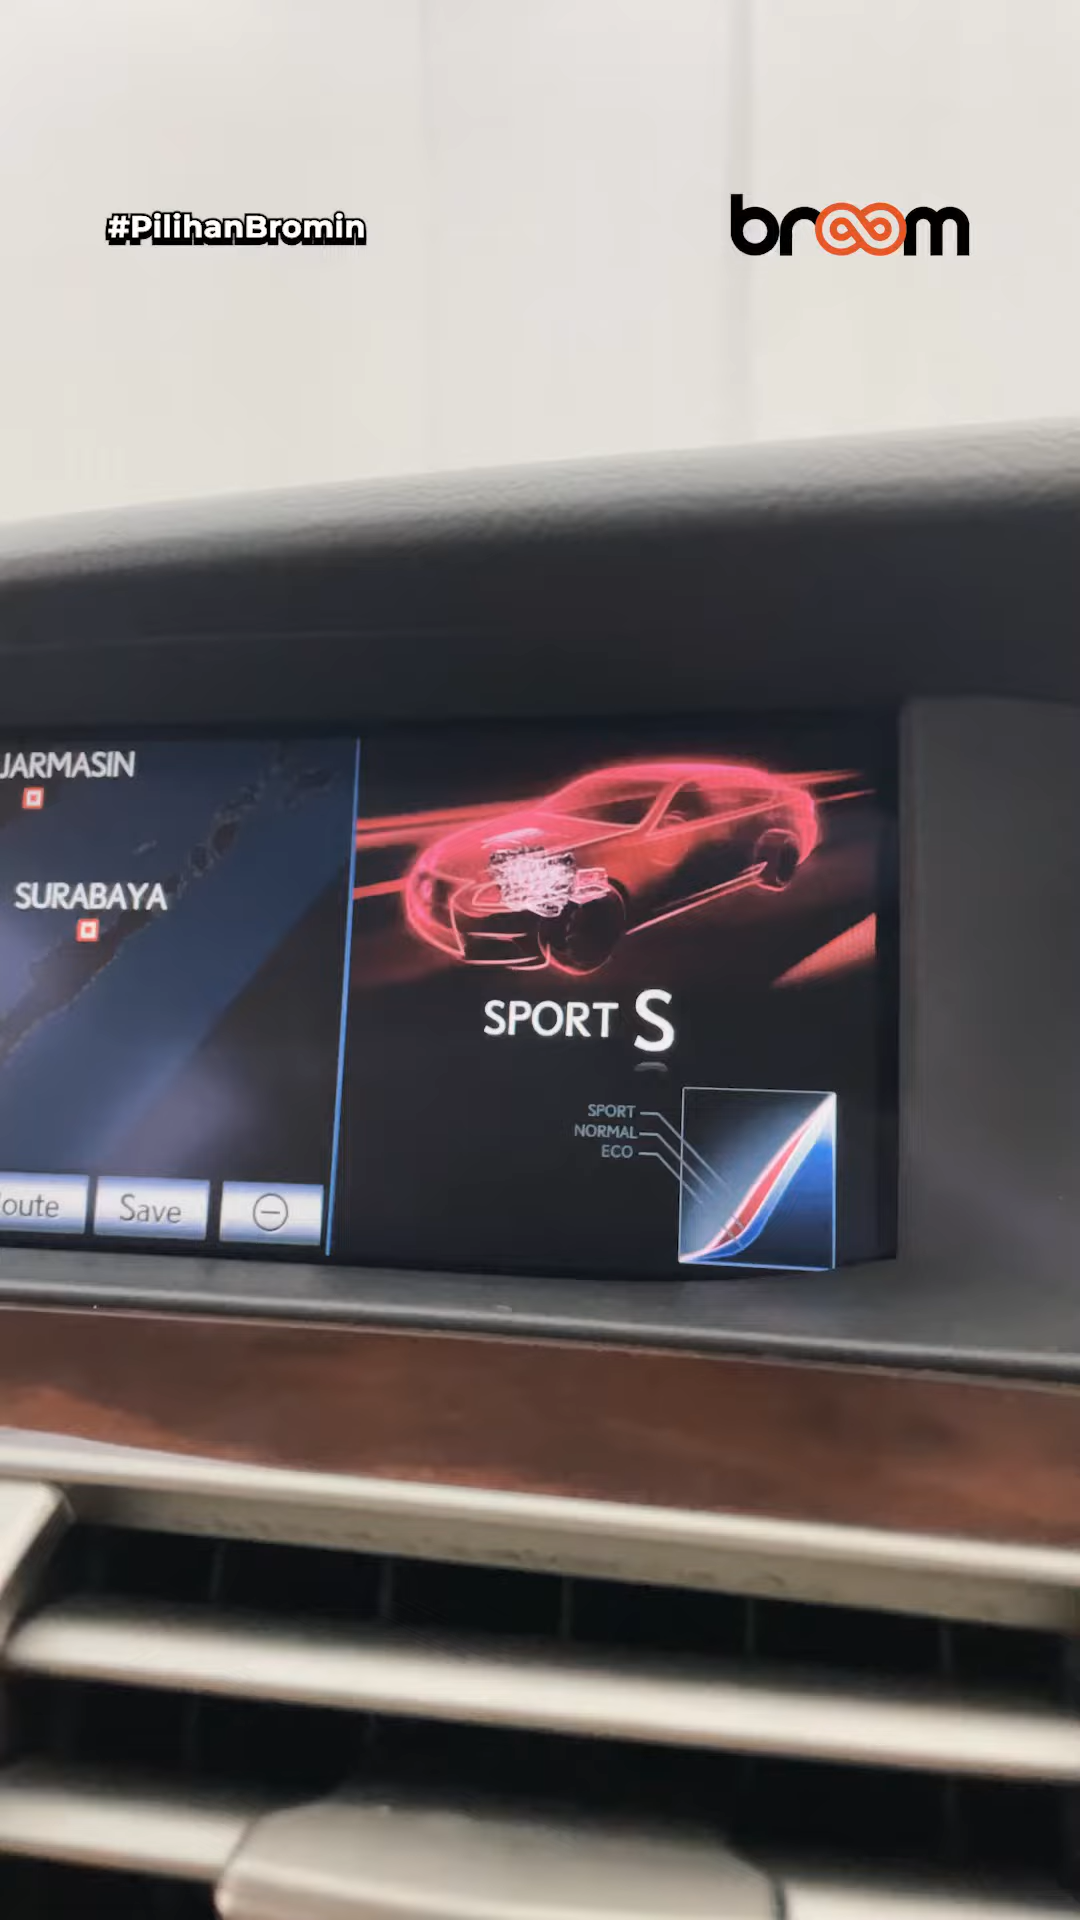 #PilihanBromin
broom
JARMASIN
SURABAYA
SPORT S
SPORT
NORMAL
ECO
oute
Save